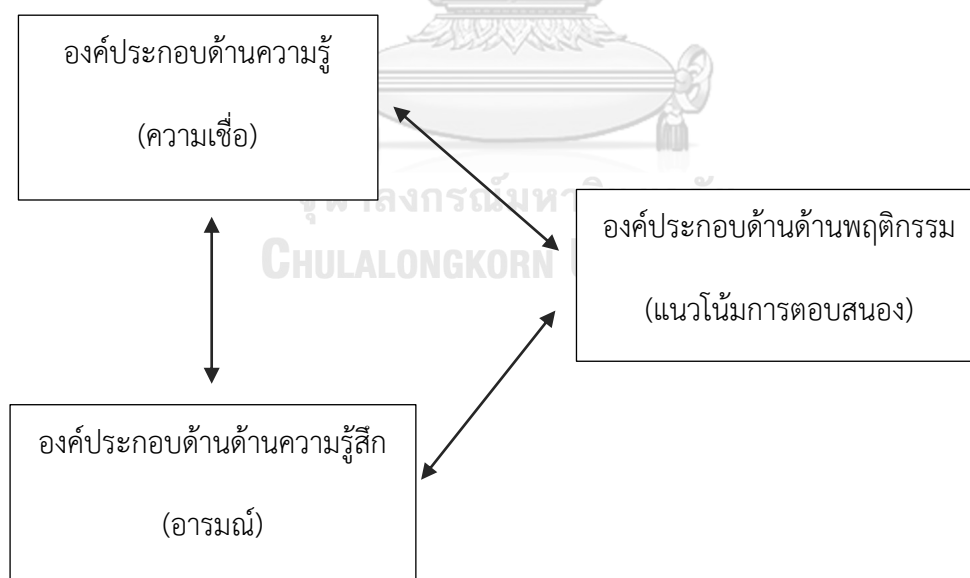 องค์ประกอบด้านความรู้
(ความเชื่อ)
CHULALONGKORN
องค์ประกอบด้านด้านพฤติกรรม
(แนวโน้มการตอบสนอง)
องค์ประกอบด้านด้านความรู้สึก
(อารมณ์)